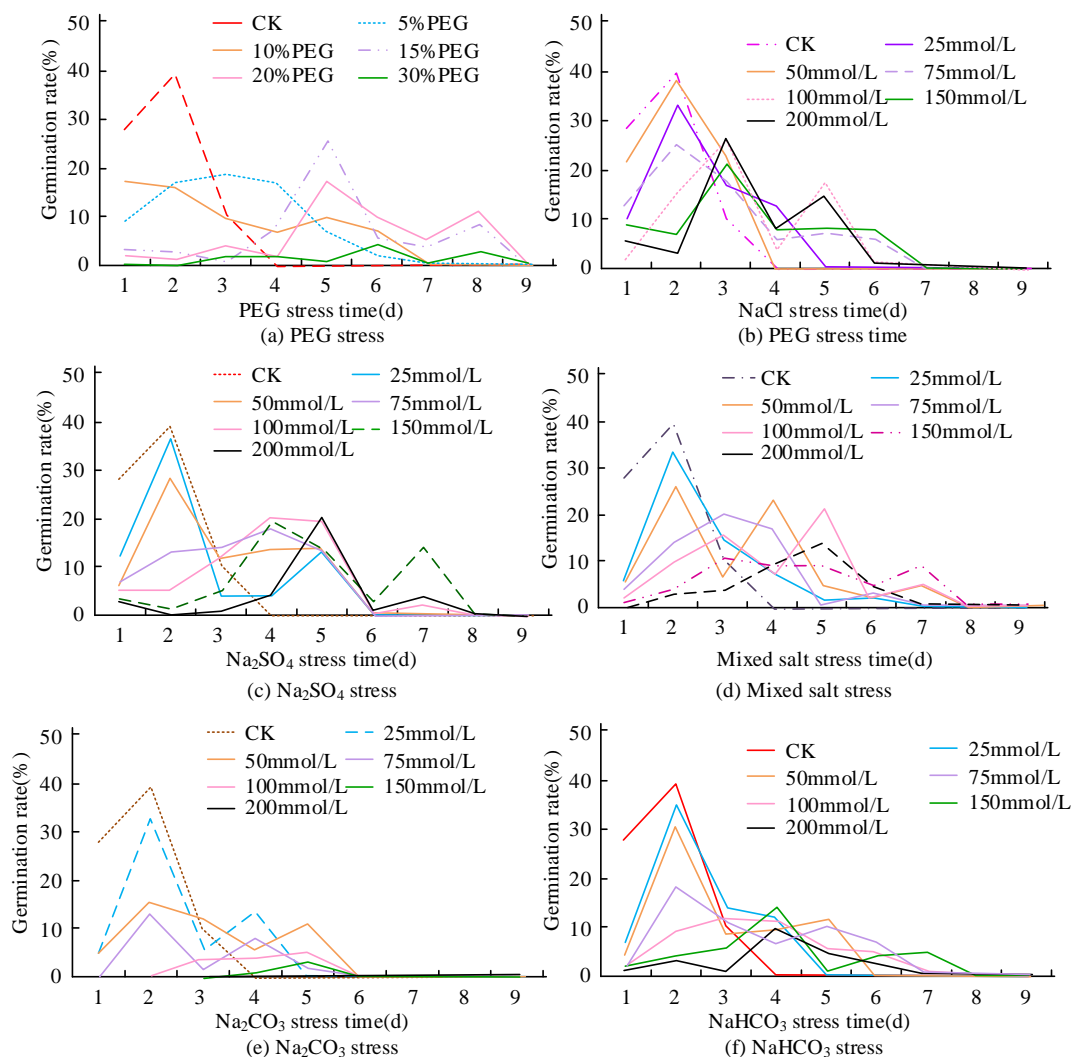 50
40
30
20
10
0
Germination rate(%)
CK
5%PEG
10%PEG
15%PEG
20%PEG
30%PEG
1 2 3 4 5 6 7 8 9
PEG stress time(d)
(a) PEG stress
50
40
30
20
10
0
Germination rate(%)
CK
25mmol/L
50mmol/L
75mmol/L
100mmol/L
150mmol/L
200mmol/L
1 2 3 4 5 6 7 8 9
NaCl stress time(d)
(b) PEG stress time
50
40
30
20
10
0
Germination rate(%)
CK
25mmol/L
50mmol/L
75mmol/L
100mmol/L
150mmol/L
200mmol/L
1 2 3 4 5 6 7 8 9
Na₂SO₄ stress time(d)
(c) Na₂SO₄ stress
50
40
30
20
10
0
Germination rate(%)
CK
25mmol/L
50mmol/L
75mmol/L
100mmol/L
150mmol/L
200mmol/L
1 2 3 4 5 6 7 8 9
Mixed salt stress time(d)
(d) Mixed salt stress
50
40
30
20
10
0
Germination rate(%)
CK
25mmol/L
50mmol/L
75mmol/L
100mmol/L
150mmol/L
200mmol/L
1 2 3 4 5 6 7 8 9
Na₂CO₃ stress time(d)
(e) Na₂CO₃ stress
50
40
30
20
10
0
Germination rate(%)
CK
25mmol/L
50mmol/L
75mmol/L
100mmol/L
150mmol/L
200mmol/L
1 2 3 4 5 6 7 8 9
NaHCO₃ stress time(d)
(f) NaHCO₃ stress